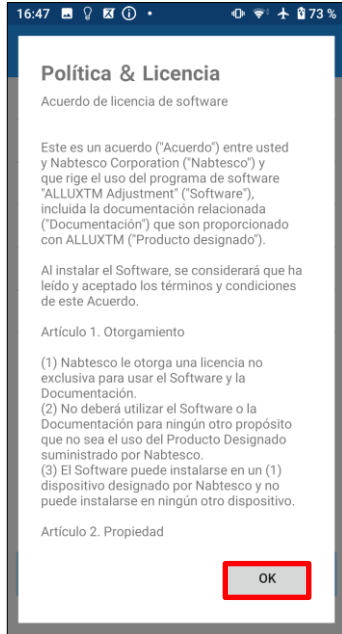 16:47 73 %
Política & Licencia
Acuerdo de licencia de software
Este es un acuerdo ("Acuerdo") entre usted
y Nabtesco Corporation ("Nabtesco") y
que rige el uso del programa de software
"ALLUXTM Adjustment" ("Software"),
incluida la documentación relacionada
("Documentación") que son proporcionado
con ALLUXTM ("Producto designado").
Al instalar el Software, se considerará que ha
leído y aceptado los términos y condiciones
de este Acuerdo.
Artículo 1. Otorgamiento
(1) Nabtesco le otorga una licencia no
exclusiva para usar el Software y la
Documentación.
(2) No deberá utilizar el Software o la
Documentación para ningún otro propósito
que no sea el uso del Producto Designado
suministrado por Nabtesco.
(3) El Software puede instalarse en un (1)
dispositivo designado por Nabtesco y no
puede instalarse en ningún otro dispositivo.
Artículo 2. Propiedad
OK